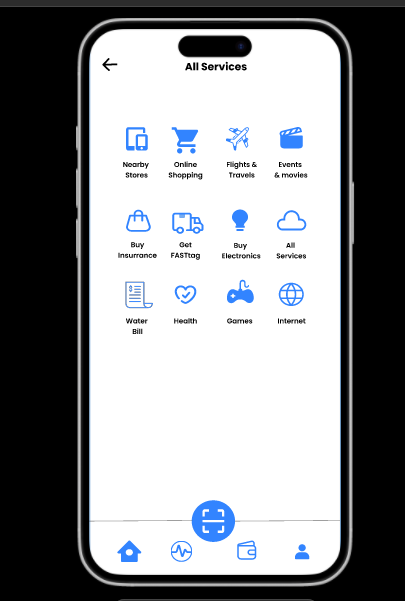 All Services
Nearby
Stores
Online
Shopping
Flights &
Travels
Events
& movies
Buy
Insurrance
Get
FASTtag
Buy
Electronics
All
Services
Water
Bill
Health
Games
Internet